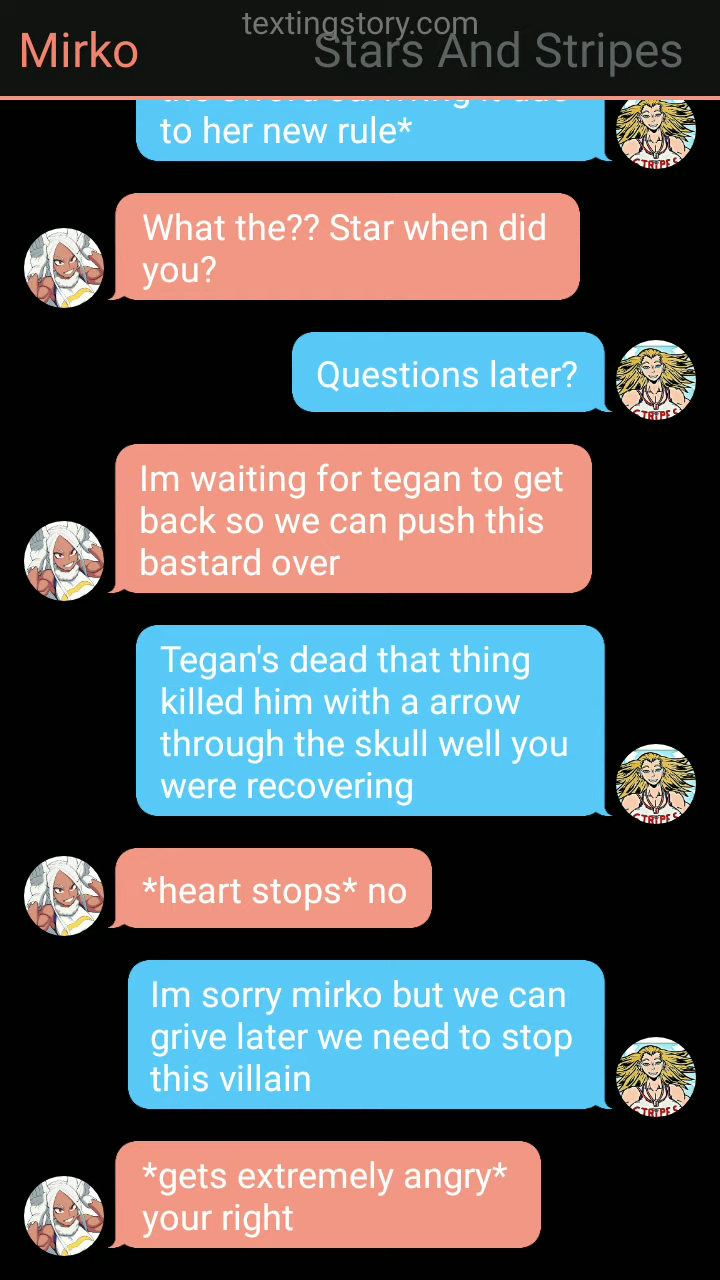 textingstory.com
Mirko
Stars And Stripes
to her new rule*
What the?? Star when did
you?
Questions later?
Im waiting for tegan to get
back so we can push this
bastard over
Tegan's dead that thing
killed him with a arrow
through the skull well you
were recovering
*heart stops* no
Im sorry mirko but we can
grive later we need to stop
this villain
*gets extremely angry*
your right